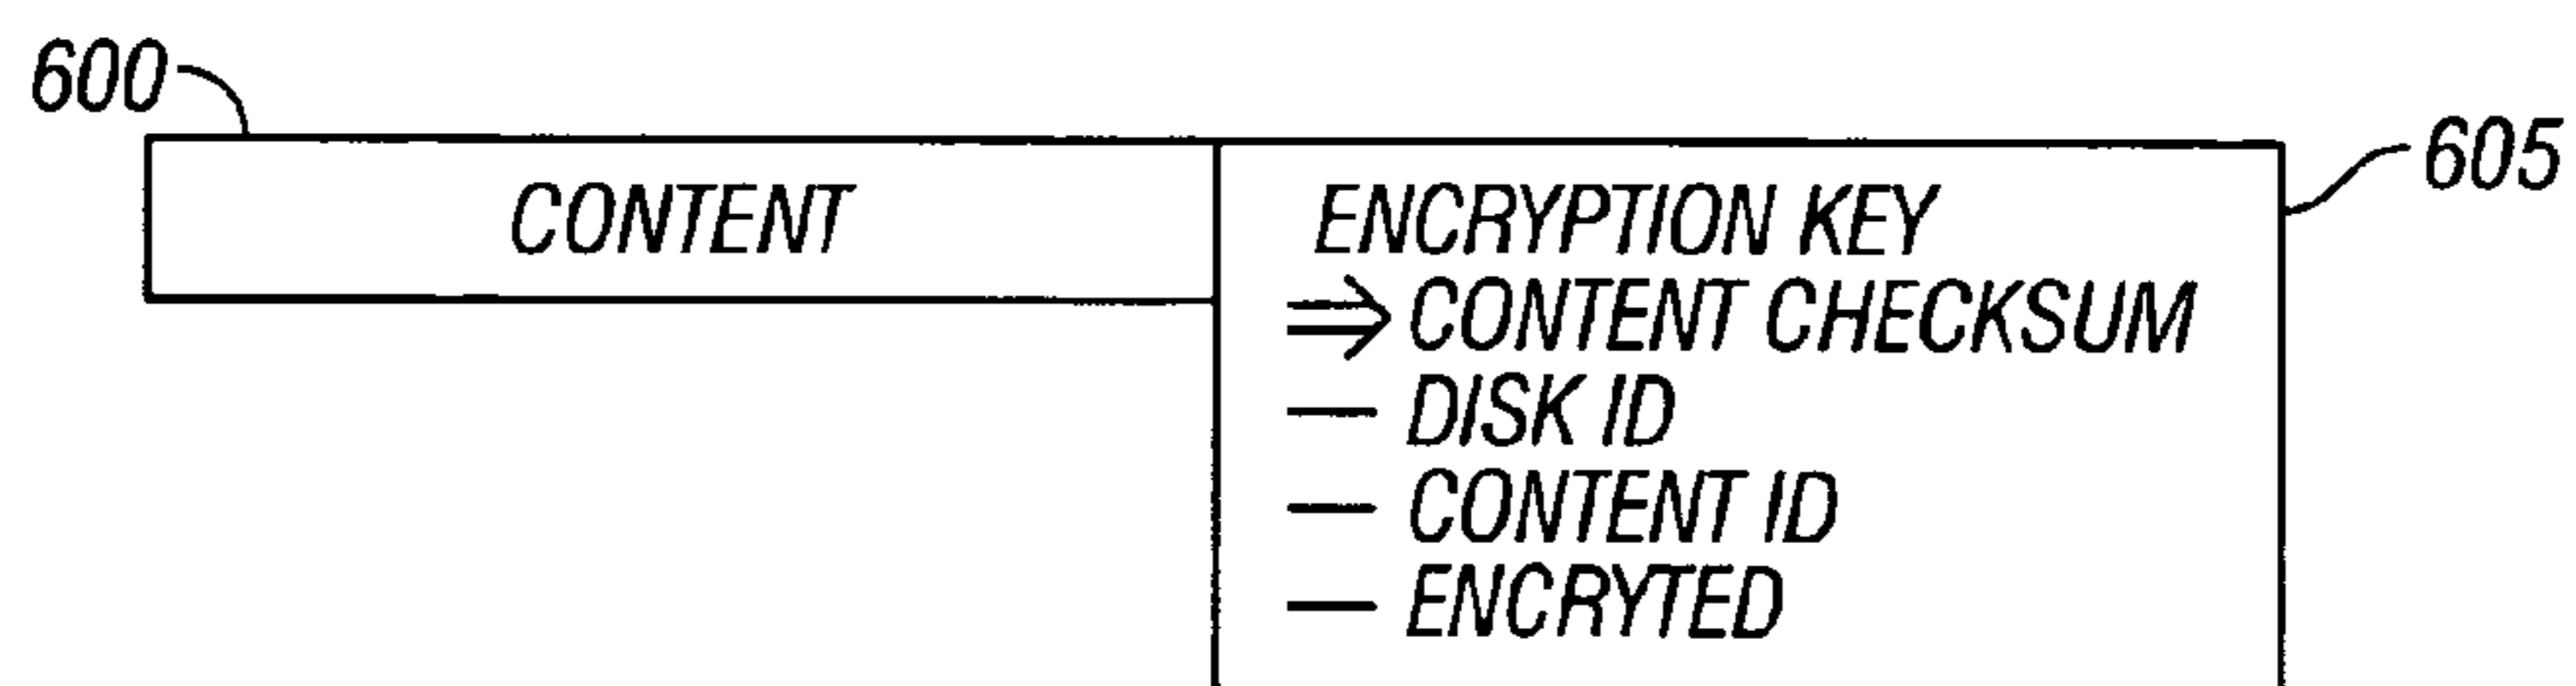 600
CONTENT
605
ENCRYPTION KEY
⇒ CONTENT CHECKSUM
— DISK ID
— CONTENT ID
— ENCRYTED